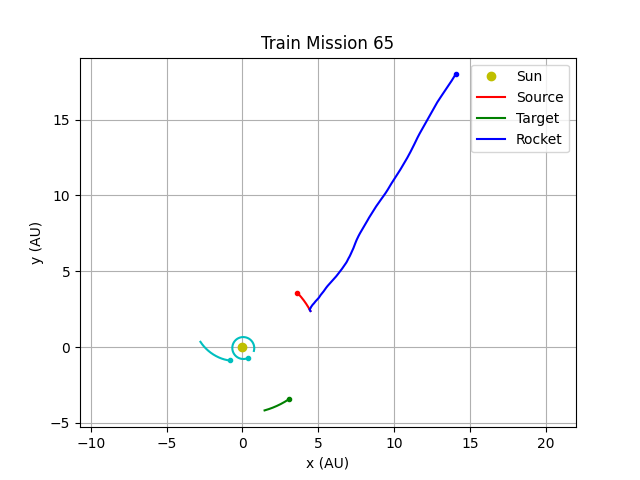 Train Mission 65
Sun
Source
Target
Rocket
15
10
5
0
−5
y (AU)
−10
−5
0
5
10
15
20
x (AU)